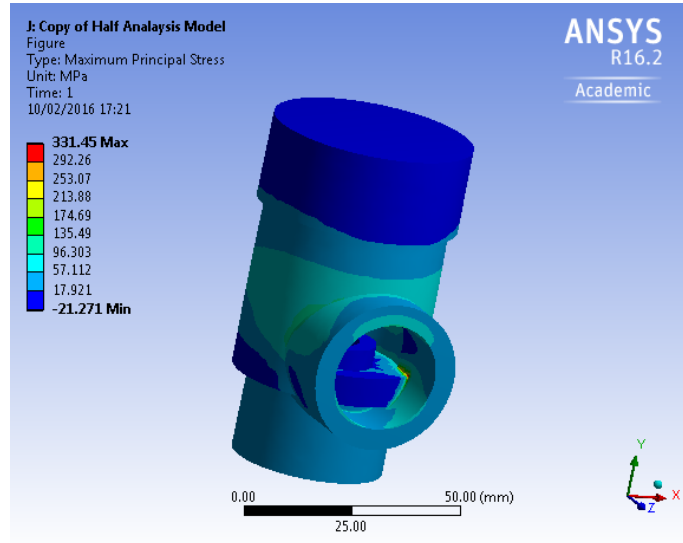 J: Copy of Half Analaysis Model
Figure
Type: Maximum Principal Stress
Unit: MPa
Time: 1
10/02/2016 17:21
ANSYS
R16.2
Academic
331.45 Max
292.26
253.07
213.88
174.69
135.49
96.303
57.112
17.921
-21.271 Min
0.00
50.00 (mm)
25.00
Y
X
Z